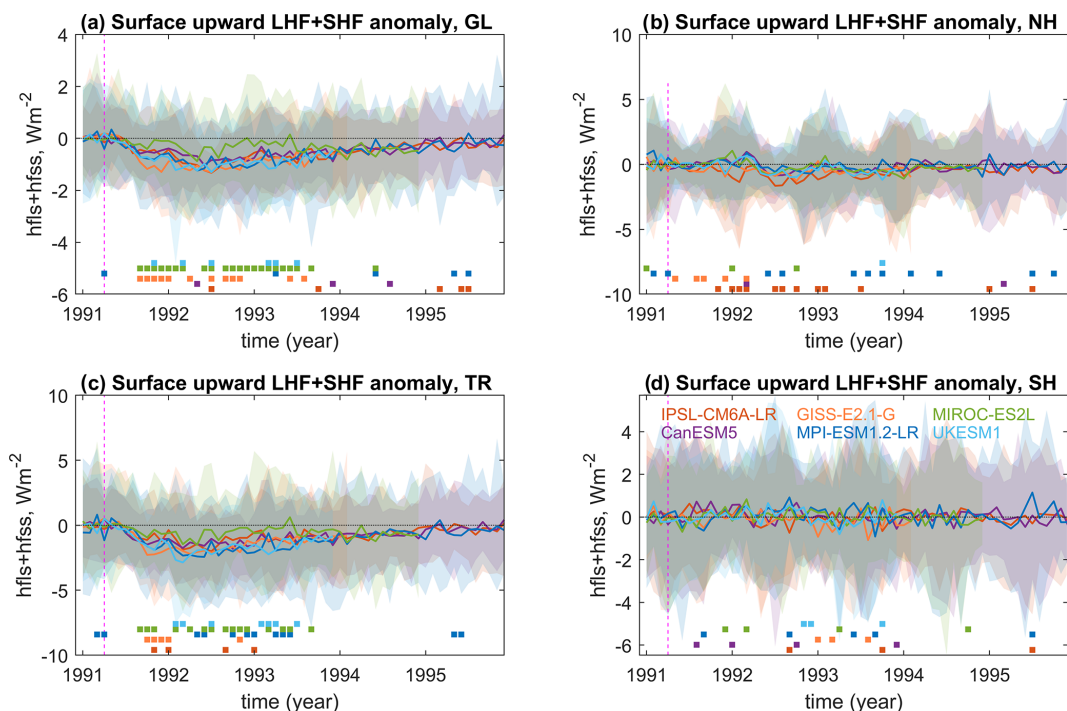 (a) Surface upward LHF+SHF anomaly, GL
4
2
0
-2
-4
-6
hfls+hfss, Wm-2
1991 1992 1993 1994 1995
time (year)
(b) Surface upward LHF+SHF anomaly, NH
10
5
0
-5
-10
hfls+hfss, Wm-2
1991 1992 1993 1994 1995
time (year)
(c) Surface upward LHF+SHF anomaly, TR
10
5
0
-5
-10
hfls+hfss, Wm-2
1991 1992 1993 1994 1995
time (year)
(d) Surface upward LHF+SHF anomaly, SH
IPSL-CM6A-LR GISS-E2.1-G MIROC-ES2L
CanESM5 MPI-ESM1.2-LR UKESM1
4
2
0
-2
-4
-6
hfls+hfss, Wm-2
1991 1992 1993 1994 1995
time (year)